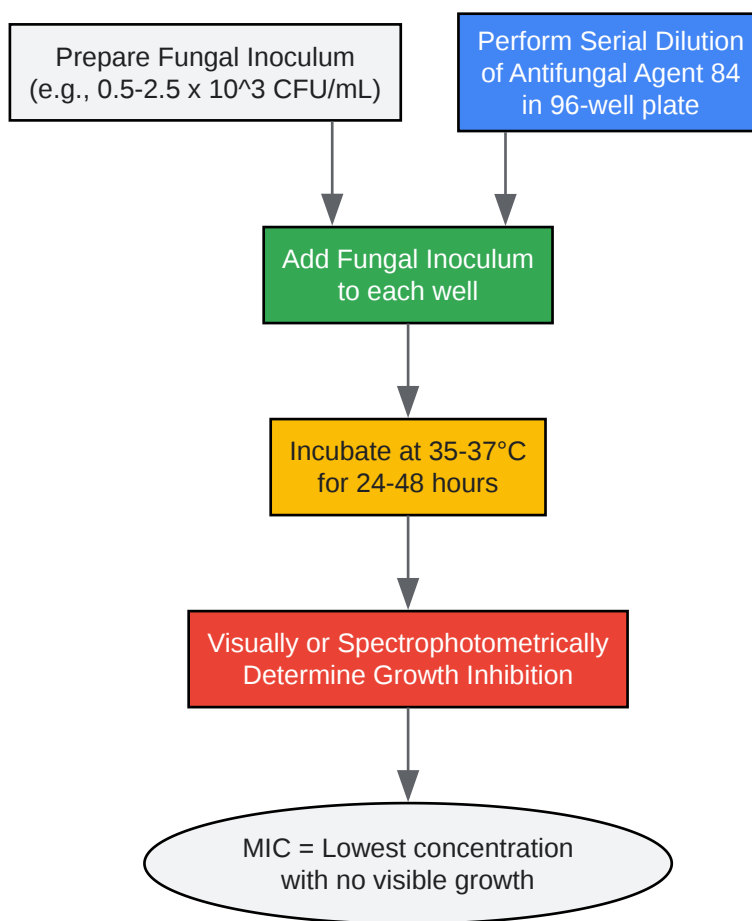 Prepare Fungal Inoculum
(e.g., 0.5-2.5 x 10^3 CFU/mL)
Perform Serial Dilution
of Antifungal Agent 84
in 96-well plate
Add Fungal Inoculum
to each well
Incubate at 35-37°C
for 24-48 hours
Visually or Spectrophotometrically
Determine Growth Inhibition
MIC = Lowest concentration
with no visible growth